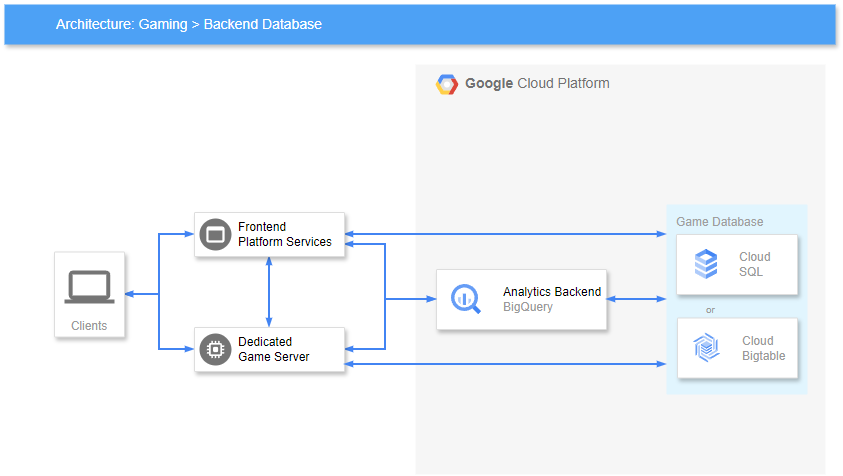 Architecture: Gaming > Backend Database
Google Cloud Platform
Frontend
Platform Services
Game Database
Cloud
SQL
Clients
Analytics Backend
BigQuery
or
Dedicated
Game Server
Cloud
Bigtable